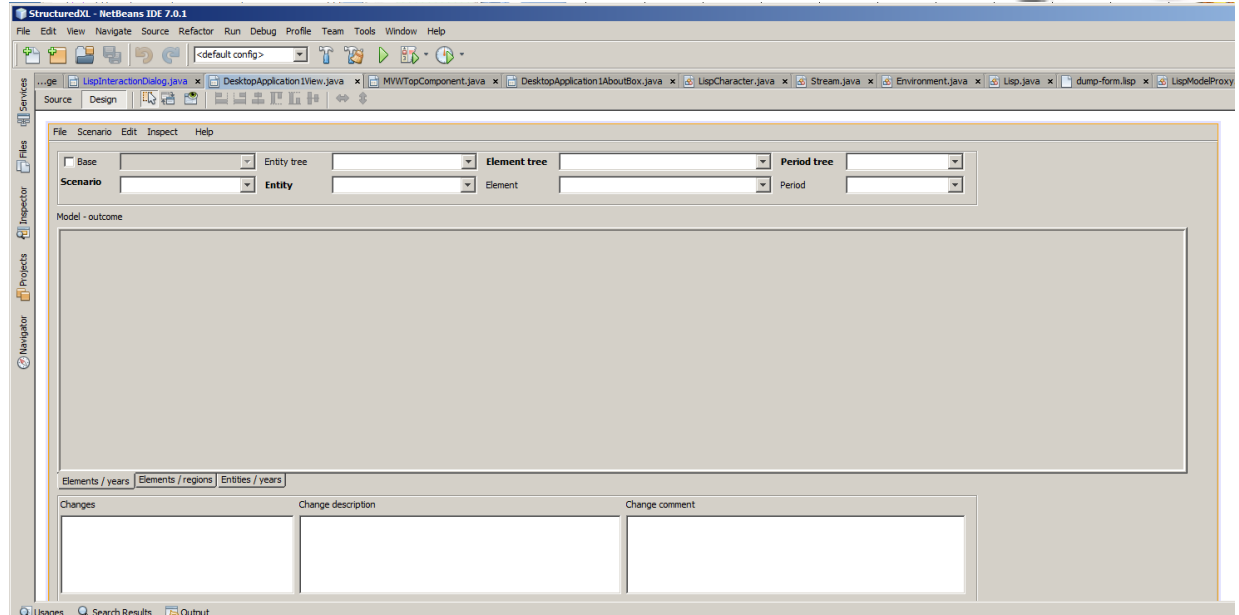 StructuredXL - NetBeans IDE 7.0.1
File Edit View Navigate Source Refactor Run Debug Profile Team Tools Window Help
<default config>
...ge LispInteractionDialog.java x DesktopApplication1View.java x MVWTopComponent.java x DesktopApplication1AboutBox.java x LispCharacter.java x Stream.java x Environment.java x Lisp.java x dump-form.lisp x LispModelProxy
Source Design
Services
Files
Inspector
Projects
Navigator
File Scenario Edit Inspect Help
Base Entity tree Element tree Period tree
Scenario Entity Element Period
Model - outcome
Elements / years Elements / regions Entities / years
Changes Change description Change comment
Usages Search Results Output